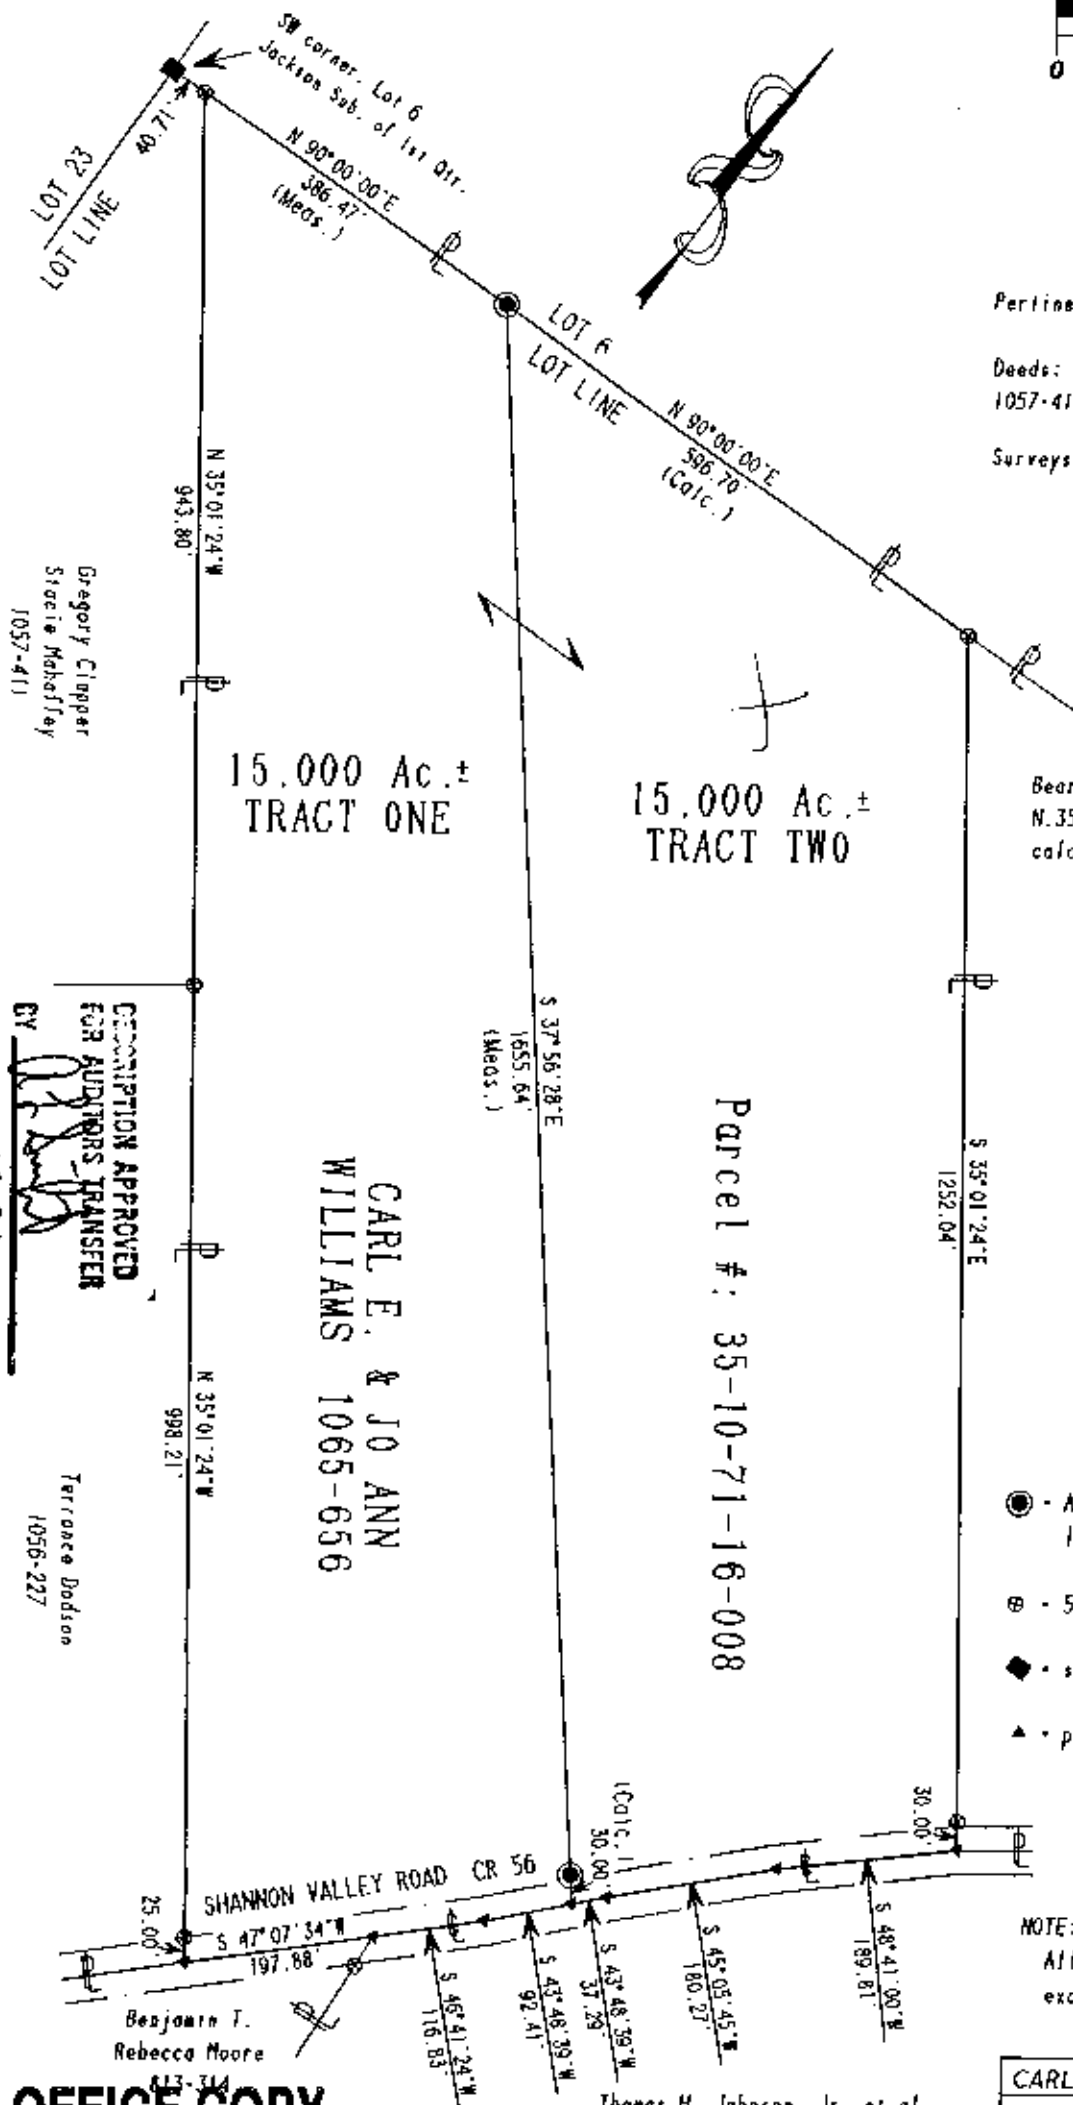 SW corner, Lot 6
Jackson Sub. of 1st Qtr.
0
40.71'
LOT 23
LOT LINE
N 90°00'00"E
386.47'
(Meas.)
LOT 6
LOT LINE
N 90°00'00"E
596.70'
(Calc.)
Deeds:
1057-41
Surveys
N 35°01'24"W
943.80'
Gregory Clapper
Stacie Mahaffey
1057-411
15.000 Ac.±
TRACT ONE
15.000 Ac.±
TRACT TWO
N.35
S 37°56'28"E
1655.64'
(Meas.)
DESCRIPTION APPROVED
FOR AUDITORS TRANSFER
BY
S 35°01'24"E
1252.04'
Parcel #: 35-10-71-16-008
CARL E. & JO ANN
WILLIAMS 1065-656
N 35°01'24"W
998.21'
Terrance Dodson
1056-227
- A
- 5
- s
- P
30.00'
(Calc.)
30.00'
25.00'
SHANNON VALLEY ROAD CR 56
S 47°07'34"W
197.88'
S 46°41'24"W
116.83'
S 43°48'39"W
92.41'
S 43°48'39"W
37.29'
S 45°05'45"W
180.27'
S 48°41'00"W
189.61'
NOTE:
Benjamin T.
Rebecca Moore
613-314
OFFICE COPY
Thomas H. Johnson, Jr. et al
CARL